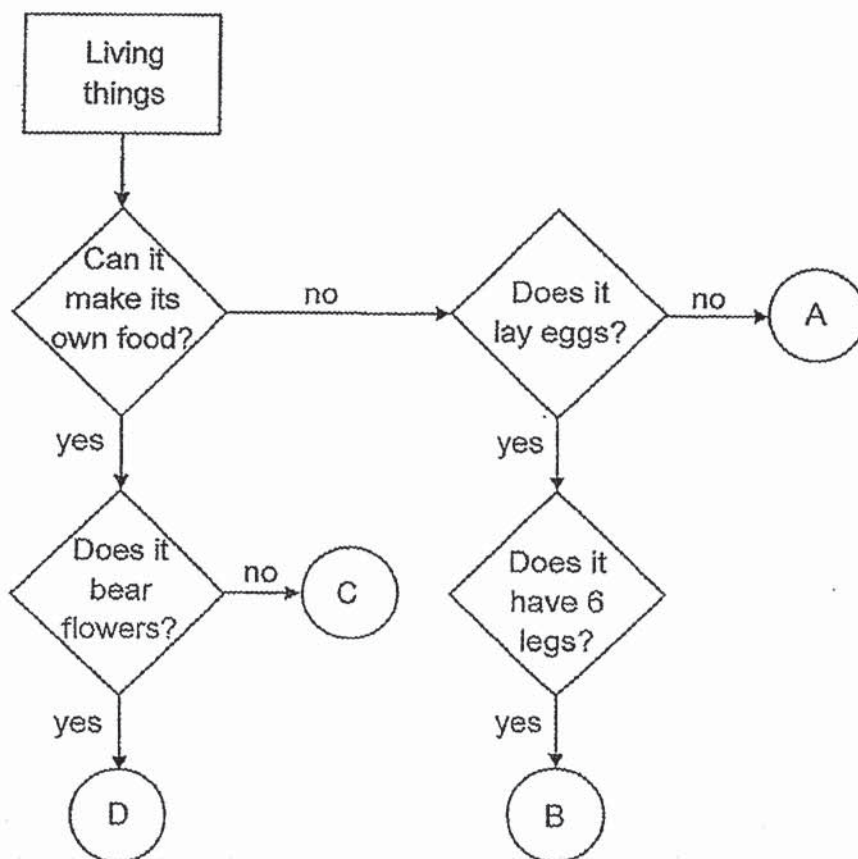 Living
things
Can it
make its
own food?
no
Does it
lay eggs?
no
A
yes
yes
Does it
bear
flowers?
no
C
Does it
have 6
legs?
yes
yes
D
B